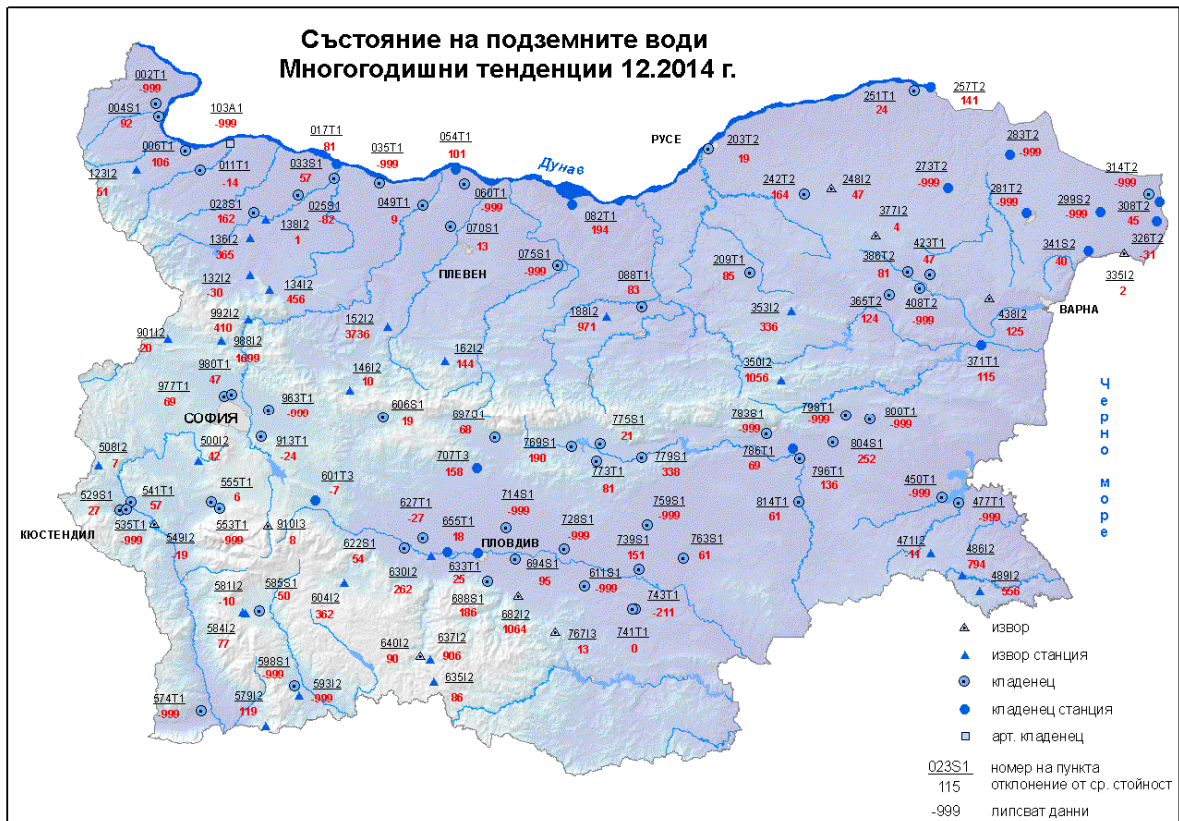 Състояние на подземните води
Многогодишни тенденции 12.2014 г.
002T1
-999
004S1
92
103A1
-999
006T1
106
011T1
-14
123I2
51
017T1
81
033S1
57
035T1
-999
054T1
101
025S1
-82
023S1
162
049T1
9
060T1
-999
070S1
13
138I2
1
136I2
365
132I2
-30
134I2
456
ПЛЕВЕН
075S1
-999
082T1
194
088T1
83
Дунав
РУСЕ
203T2
19
251T1
24
257T2
141
283T2
-999
273T2
-999
242T2
164
248I2
47
281T2
-999
299S2
-999
314T2
-999
308T2
45
326T2
-31
335I2
2
341S2
40
377I2
4
423T1
47
386T2
81
209T1
85
365T2
124
408T2
-999
438I2
125
ВАРНА
353I2
336
188I2
971
371T1
115
350I2
1056
992I2
410
901I2
20
988I2
1699
152I2
3736
162I2
144
146I2
10
980T1
47
977T1
69
963T1
-999
СОФИЯ
606S1
19
697G1
68
775S1
21
783S1
-999
798T1
-999
800T1
-999
804S1
252
913T1
-24
500I2
42
508I2
7
769S1
190
773T1
81
779S1
338
786T1
69
796T1
136
707T3
158
601T3
-7
529S1
27
541T1
57
555T1
6
535T1
-999
549I2
-19
553T1
-999
910I3
8
КЮСТЕНДИЛ
627T1
-27
655T1
18
714S1
-999
728S1
-999
759S1
-999
814T1
61
450T1
-999
477T1
-999
ПЛОВДИВ
622S1
54
630I2
262
633T1
25
694S1
95
739S1
151
763S1
61
611S1
-999
471I2
-11
486I2
794
489I2
556
581I2
-10
585S1
50
604I2
362
688S1
186
682I2
1064
743T1
-211
741T1
0
767I3
13
584I2
77
640I2
90
637I2
906
635I2
86
598S1
-999
593I2
-999
579I2
119
574T1
-999
Черно море
извор
извор станция
кладенец
кладенец станция
арт. кладенец
023S1 номер на пункта
115 отклонение от ср. стойност
-999 липсват данни